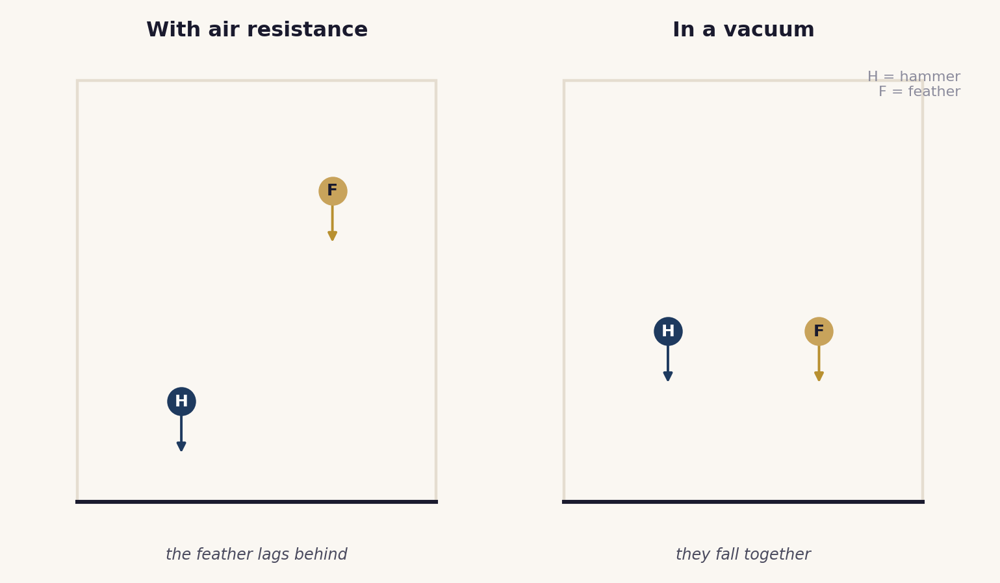 With air resistance
In a vacuum
H = hammer
F = feather
F
H
H
F
the feather lags behind
they fall together